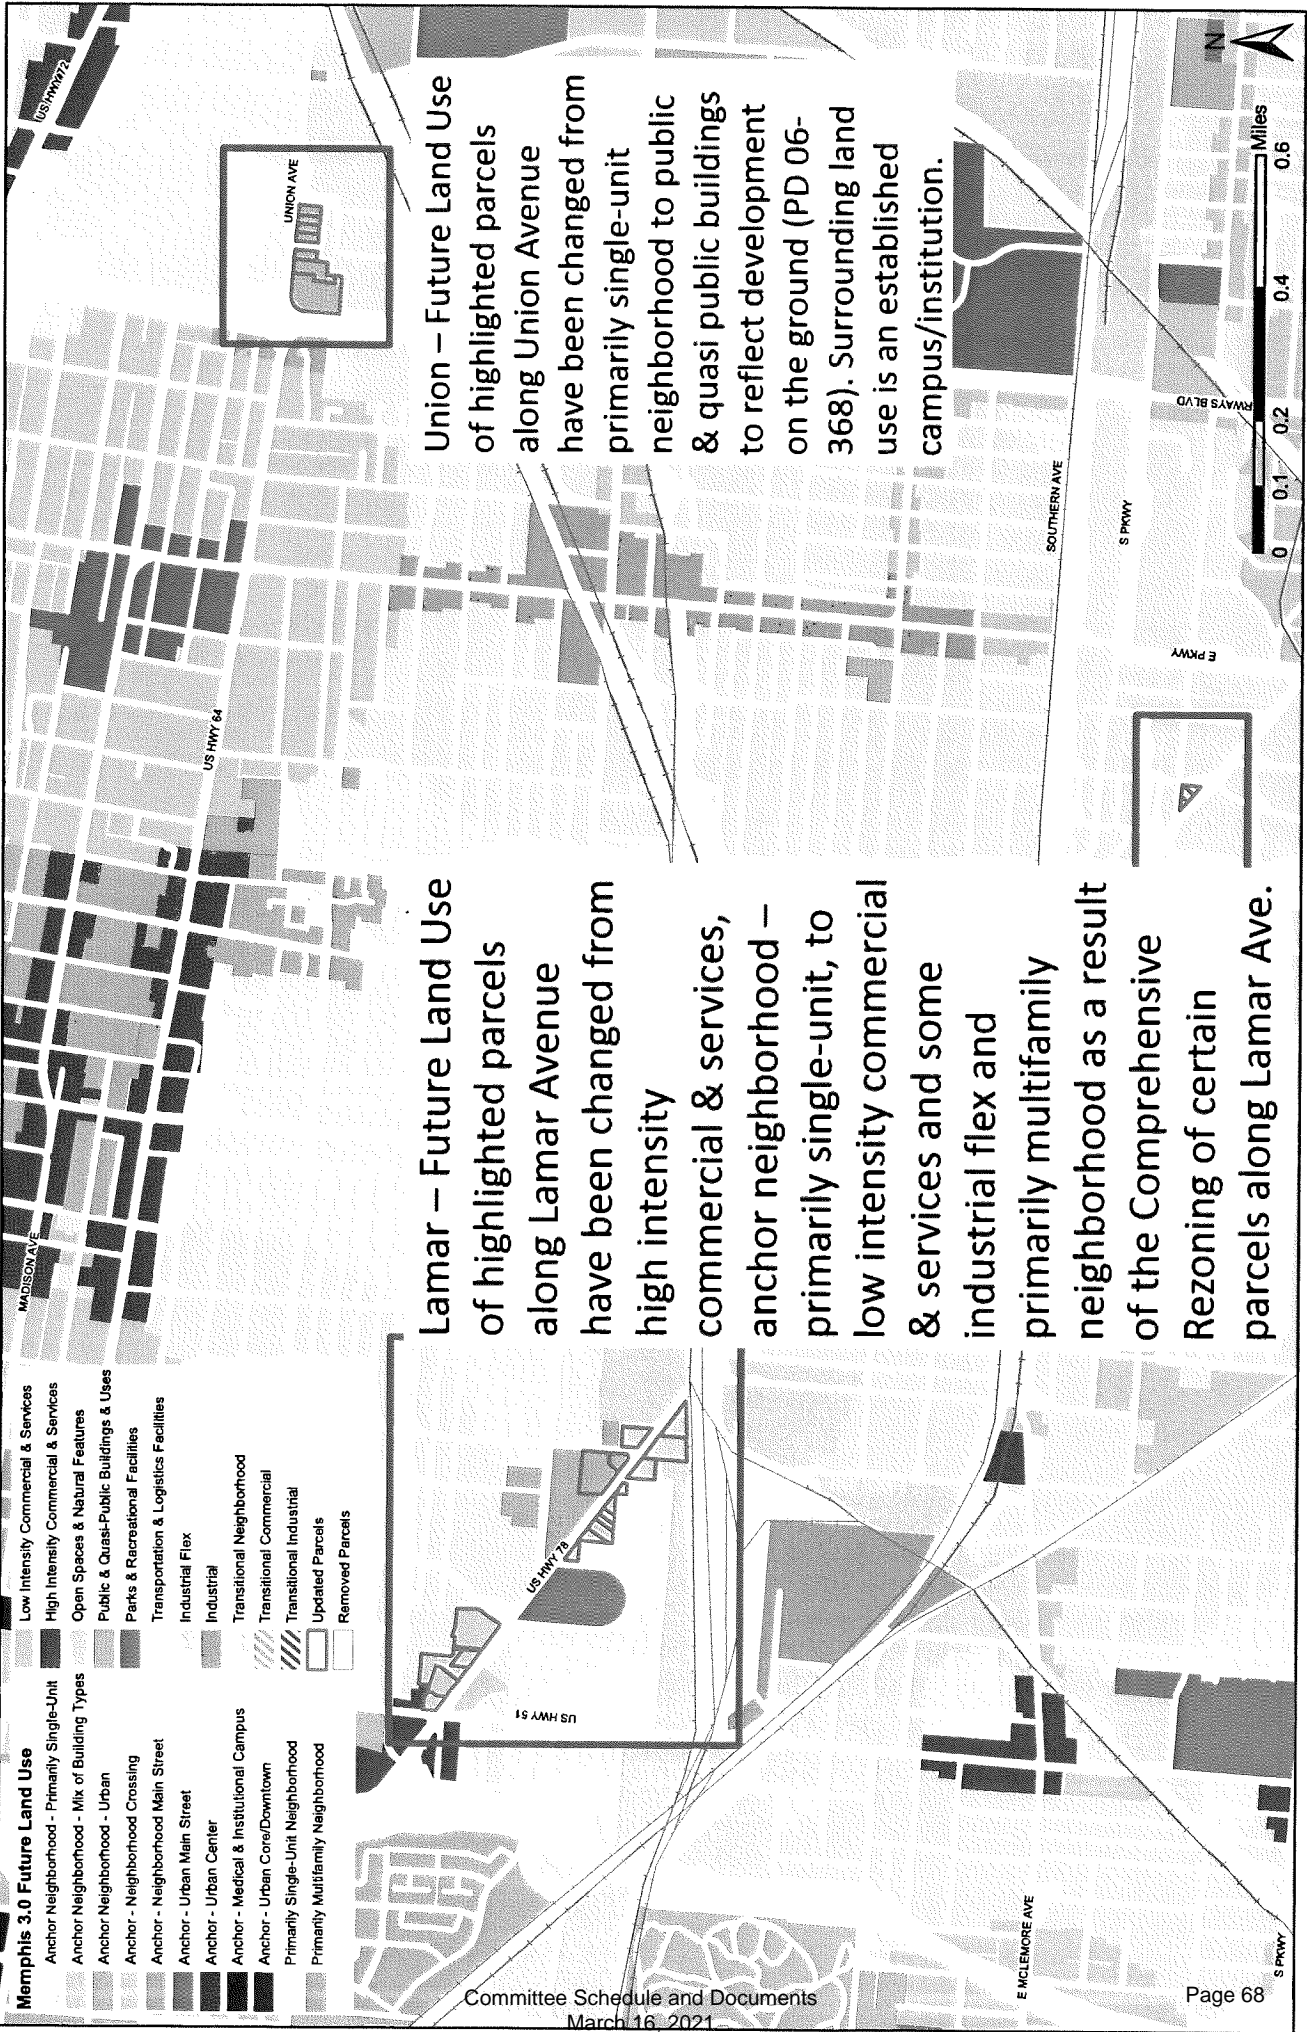 Memphis 3.0 Future Land Use
Anchor Neighborhood - Primarily Single-Unit
Anchor Neighborhood - Mix of Building Types
Anchor Neighborhood - Urban
Anchor - Neighborhood Crossing
Anchor - Neighborhood Main Street
Anchor - Urban Main Street
Anchor - Urban Center
Anchor - Medical & Institutional Campus
Anchor - Urban Core/Downtown
Primarily Single-Unit Neighborhood
Primarily Multifamily Neighborhood
Low Intensity Commercial & Services
High Intensity Commercial & Services
Open Spaces & Natural Features
Public & Quasi-Public Buildings & Uses
Parks & Recreational Facilities
Transportation & Logistics Facilities
Industrial Flex
Industrial
Transitional Neighborhood
Transitional Commercial
Transitional Industrial
Updated Parcels
Removed Parcels
MADISON AVE
US HWY 64
US HWY 72
UNION AVE
US HWY 78
US HWY 51
Lamar – Future Land Use
of highlighted parcels
along Lamar Avenue
have been changed from
high intensity
commercial & services,
anchor neighborhood –
primarily single-unit, to
low intensity commercial
& services and some
industrial flex and
primarily multifamily
neighborhood as a result
of the Comprehensive
Rezoning of certain
parcels along Lamar Ave.
Union – Future Land Use
of highlighted parcels
along Union Avenue
have been changed from
primarily single-unit
neighborhood to public
& quasi public buildings
to reflect development
on the ground (PD 06-
368). Surrounding land
use is an established
campus/institution.
SOUTHERN AVE
S PKWY
E PKWY
RWAYS BLVD
E MCLEMORE AVE
S PKWY
N
0 0.1 0.2 0.4 0.6
Miles
Committee Schedule and Documents
March 16, 2021
Page 68